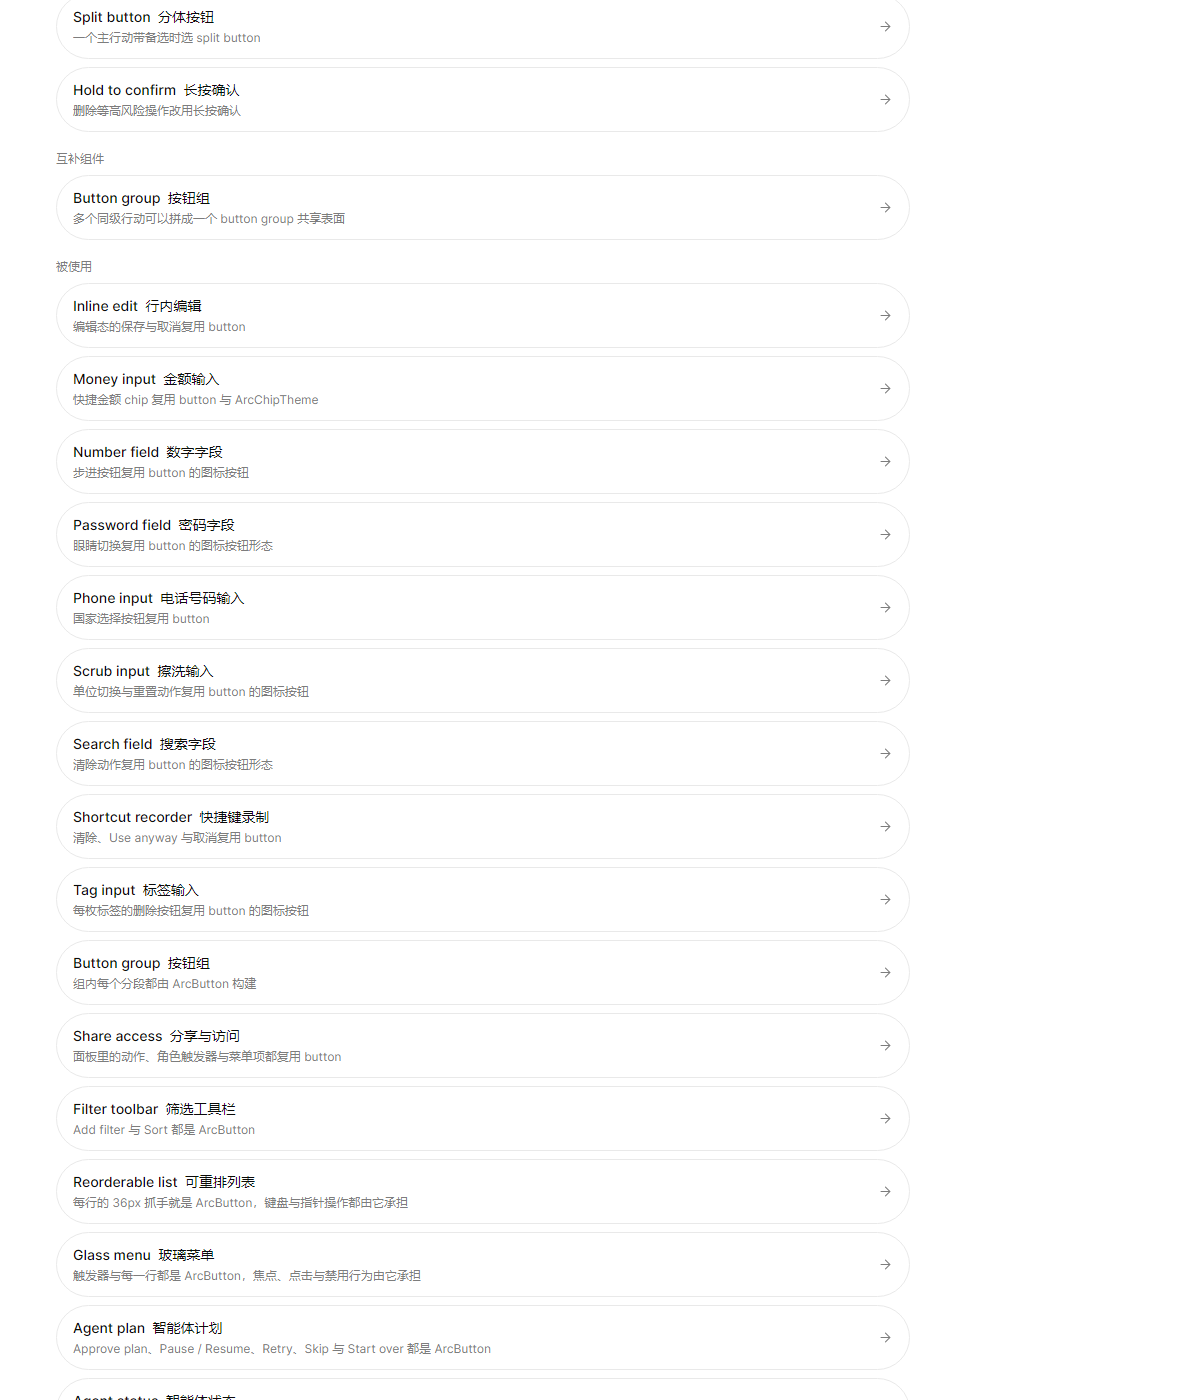 Split button 分体按钮
一个主行动带备选时选 split button
Hold to confirm 长按确认
删除等高风险操作改用长按确认
互补组件
Button group 按钮组
多个同级行动可以拼成一个 button group 共享表面
被使用
Inline edit 行内编辑
编辑态的保存与取消复用 button
Money input 金额输入
快捷金额 chip 复用 button 与 ArcChipTheme
Number field 数字字段
步进按钮复用 button 的图标按钮
Password field 密码字段
眼睛切换复用 button 的图标按钮形态
Phone input 电话号码输入
国家选择按钮复用 button
Scrub input 擦洗输入
单位切换与重置动作复用 button 的图标按钮
Search field 搜索字段
清除动作复用 button 的图标按钮形态
Shortcut recorder 快捷键录制
清除、Use anyway 与取消复用 button
Tag input 标签输入
每枚标签的删除按钮复用 button 的图标按钮
Button group 按钮组
组内每个分段都由 ArcButton 构建
Share access 分享与访问
面板里的动作、角色触发器与菜单项都复用 button
Filter toolbar 筛选工具栏
Add filter 与 Sort 都是 ArcButton
Reorderable list 可重排列表
每行的 36px 抓手就是 ArcButton，键盘与指针操作都由它承担
Glass menu 玻璃菜单
触发器与每一行都是 ArcButton，焦点、点击与禁用行为由它承担
Agent plan 智能体计划
Approve plan、Pause / Resume、Retry、Skip 与 Start over 都是 ArcButton
Agent status 智能体状态